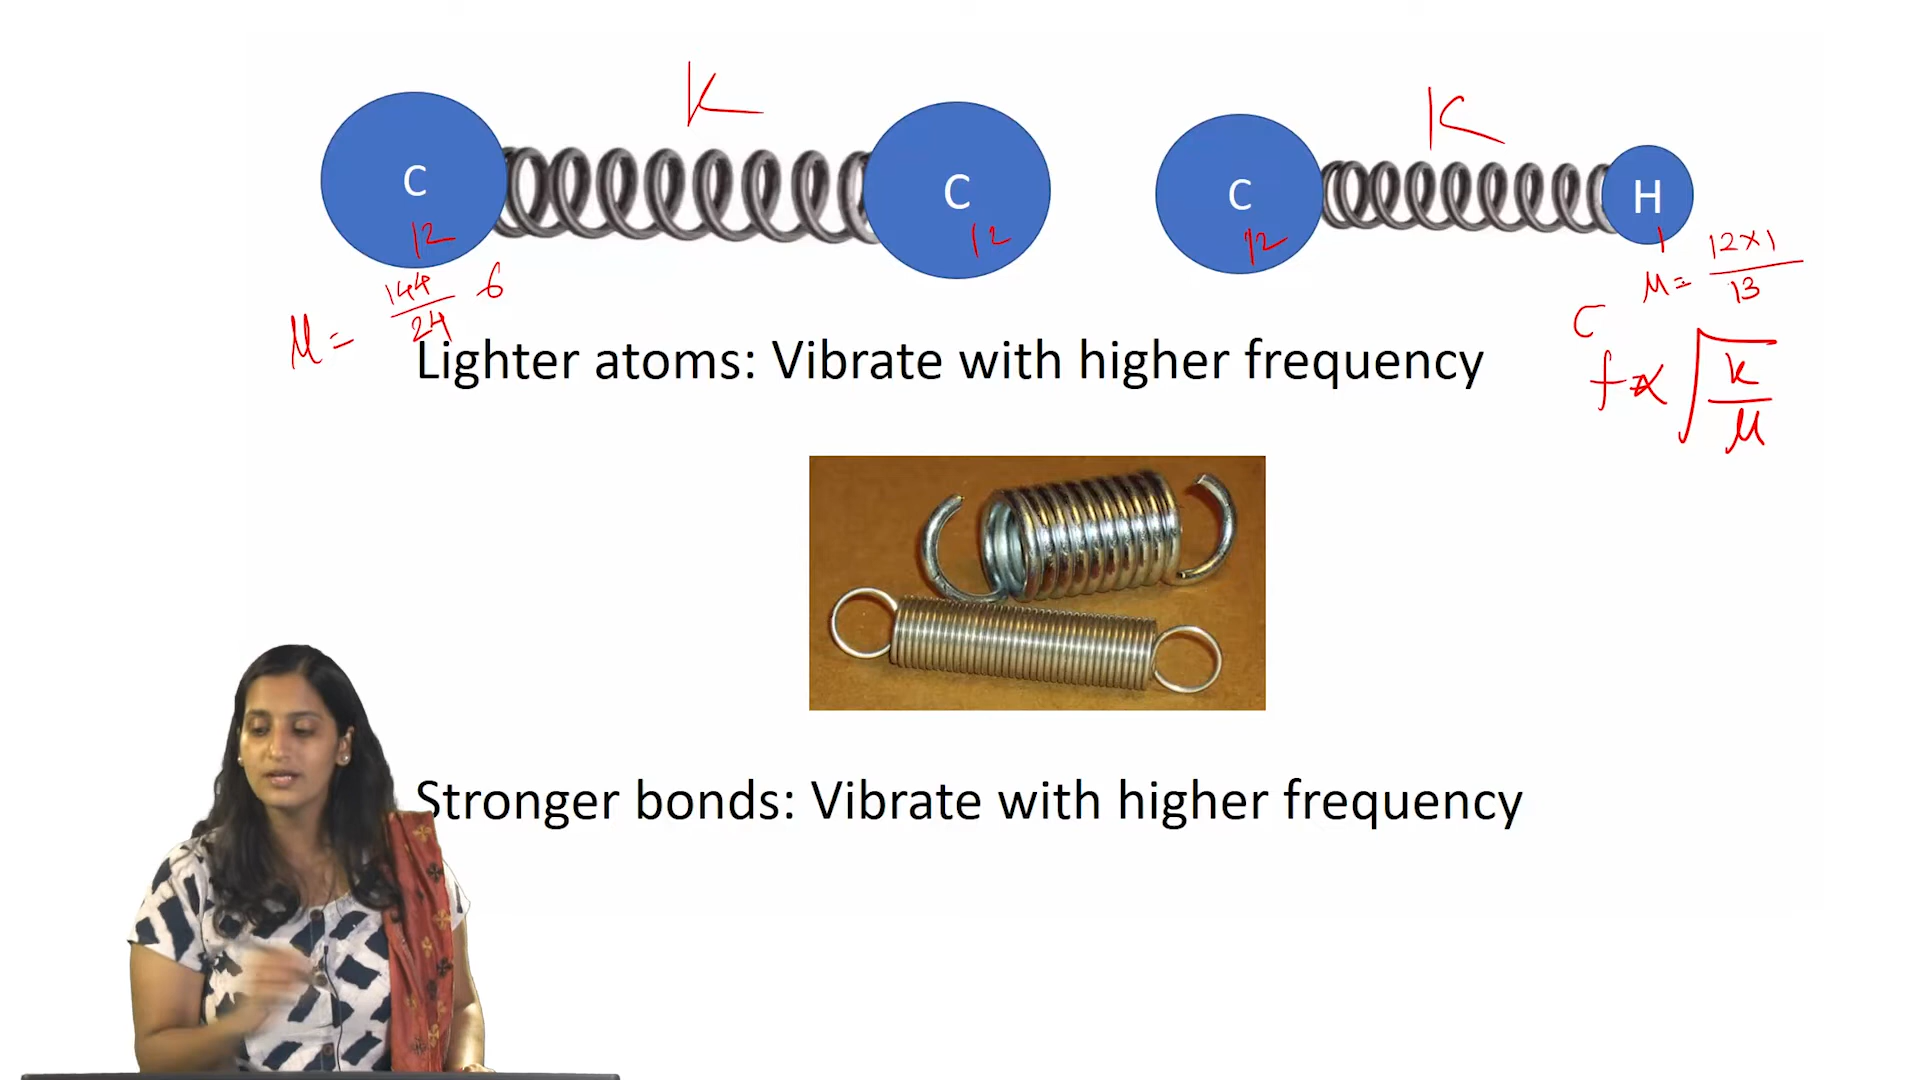 K
K
C
C
C
H
12
12
12
1
μ = 144/24 6
μ = 12×1/13
C
Lighter atoms: Vibrate with higher frequency
f ∝ √k/μ
Stronger bonds: Vibrate with higher frequency